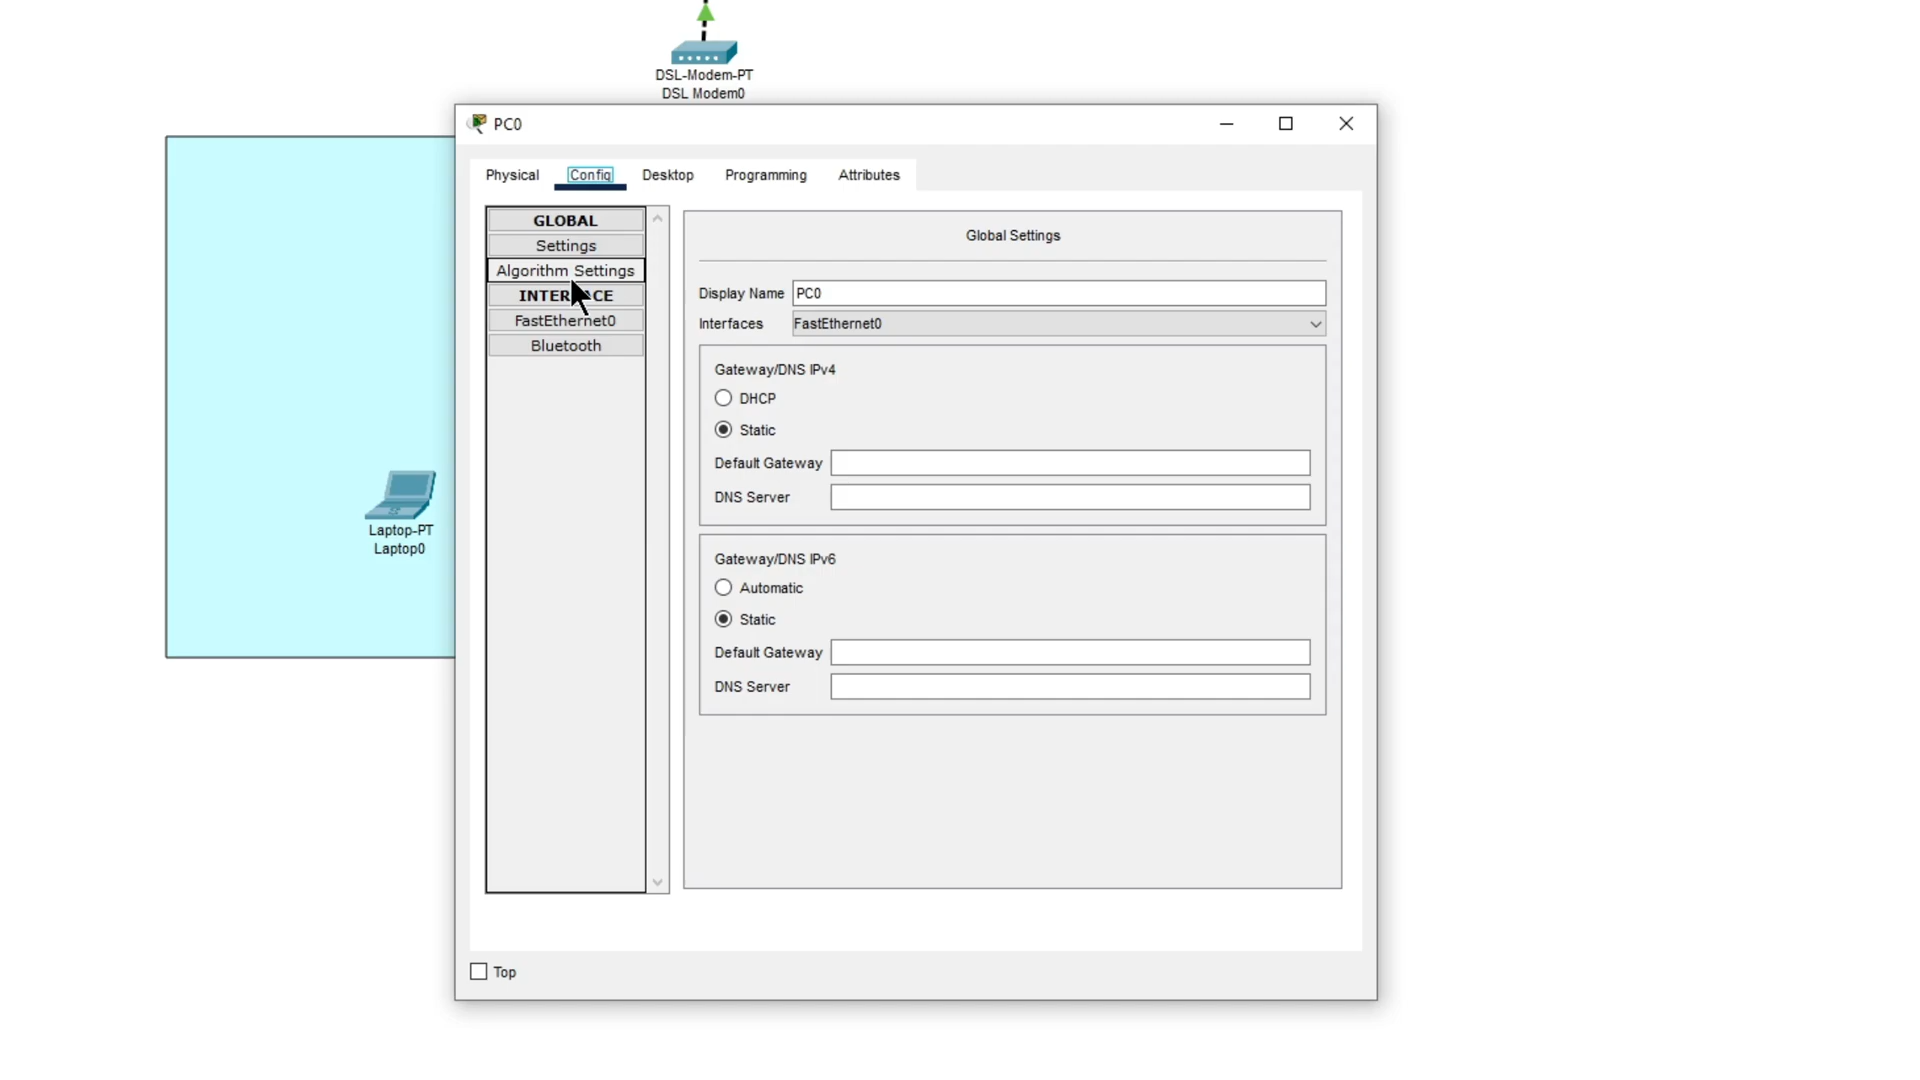 DSL-Modem-PT
DSL Modem0
PC0
Physical
Config
Desktop
Programming
Attributes
GLOBAL
Settings
Algorithm Settings
FastEthernet0
Bluetooth
Global Settings
Display Name PC0
Interfaces FastEthernet0
Gateway/DNS IPv4
DHCP
Static
Default Gateway
DNS Server
Gateway/DNS IPv6
Automatic
Static
Default Gateway
DNS Server
Laptop-PT
Laptop0
Top